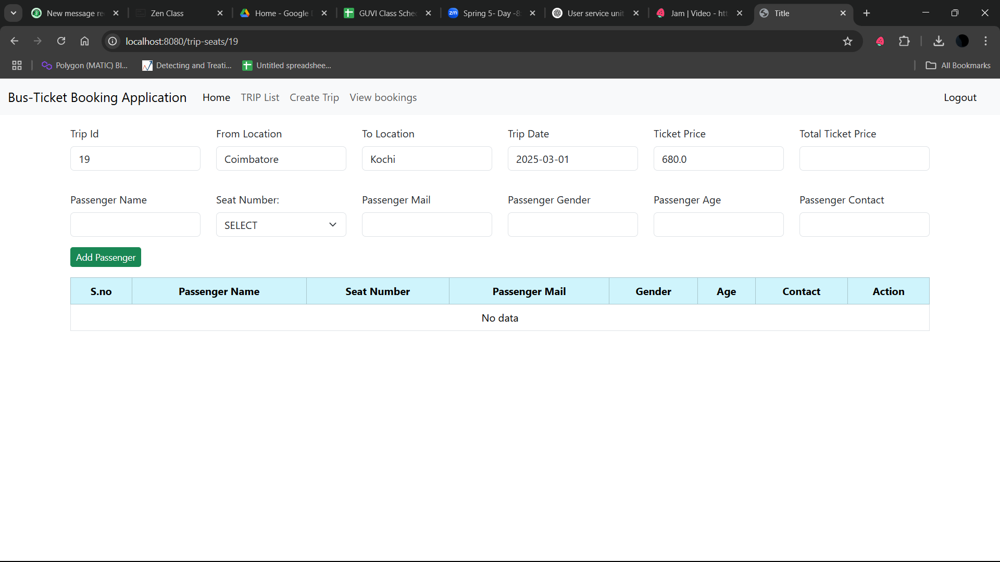 New message re
Zen Class
Home - Google
GUVI Class Sche
Spring 5- Day -8
User service unit
Jam | Video - htt
Title
localhost:8080/trip-seats/19
Polygon (MATIC) Bl...
Detecting and Treati...
Untitled spreadshee...
All Bookmarks
Bus-Ticket Booking Application Home TRIP List Create Trip View bookings Logout
Trip Id From Location To Location Trip Date Ticket Price Total Ticket Price
19 Coimbatore Kochi 2025-03-01 680.0
Passenger Name Seat Number: Passenger Mail Passenger Gender Passenger Age Passenger Contact
SELECT
Add Passenger
S.no Passenger Name Seat Number Passenger Mail Gender Age Contact Action
No data